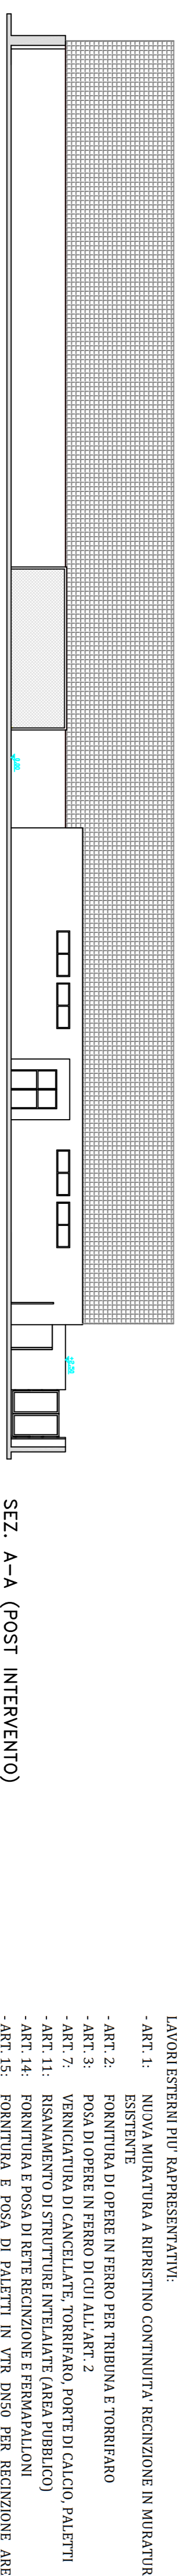 SEZ. A-A (POST INTERVENTO)
LAVORI ESTERNI PIU' RAPPRESENTATIVI:
- ART. 1: NUOVA MURATURA A RIPRISTINO CONTINUITA' RECINZIONE IN MURATUR
ESISTENTE
- ART. 2: FORNITURA DI OPERE IN FERRO PER TRIBUNA E TORRIFARO
- ART. 3: POSA DI OPERE IN FERRO DI CUI ALL'ART. 2
- ART. 7: VERNICIATURA DI CANCELLATE, TORRIFARO, PORTE DI CALCIO, PALETTI
- ART. 11: RISANAMENTO DI STRUTTURE INTELAIATE (AREA PUBBLICO)
- ART. 14: FORNITURA E POSA DI RETE RECINZIONE E FERMAPALLONI
- ART. 15: FORNITURA E POSA DI PALETTI IN VTR DN50 PER RECINZIONE ARE